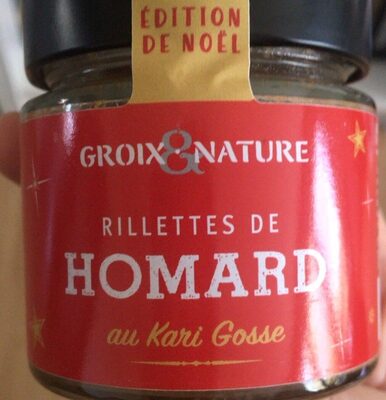 ÉDITION
DE NOËL
GROIX&NATURE
RILLETTES DE
HOMARD
au Kari Gosse